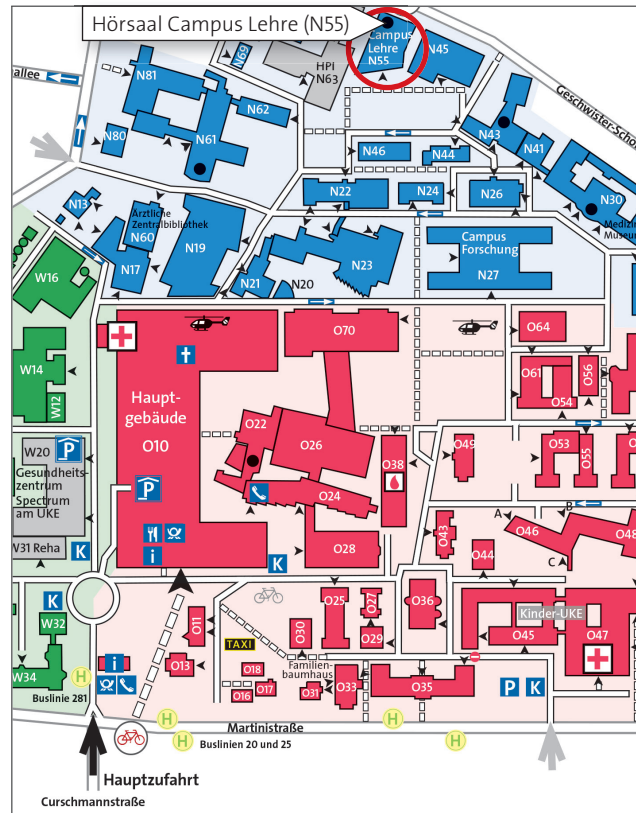 Hörsaal Campus Lehre (N55)
Campus
Lehre
N55
N45
N69
HPI
N63
allee
N81
N62
N80
N61
Geschwister-Scho
N43
N41
N46
N44
N22
N24
N26
N30
Medizin
Museum
N13
Ärztliche
Zentralbibliothek
N60
N19
N17
N21
N20
N23
Campus
Forschung
N27
W16
W14
W12
O70
O64
O61
O56
O54
Haupt-
gebäude
O10
O22
O26
O24
O28
O38
O49
O53
O55
W20
Gesundheits-
zentrum
Spectrum
am UKE
P
P
i
K
V31 Reha
K
A
B
C
O46
O48
O43
O44
K
W32
W34
O11
O13
TAXI
O30
O25
O27
O29
O36
Kinder-UKE
O45
O47
Familien-
baumhaus
O18
O16
O17
O31
O33
O35
P
K
i
H
Buslinie 281
H
H
H
H
Martinistraße
Buslinien 20 und 25
Hauptzufahrt
Curschmannstraße